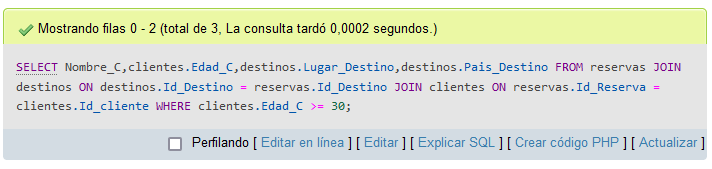 Mostrando filas 0 - 2 (total de 3, La consulta tardó 0,0002 segundos.)
SELECT Nombre_C,clientes.Edad_C,destinos.Lugar_Destino,destinos.Pais_Destino FROM reservas JOIN
destinos ON destinos.Id_Destino = reservas.Id_Destino JOIN clientes ON reservas.Id_Reserva =
clientes.Id_cliente WHERE clientes.Edad_C >= 30;
Perfilando [ Editar en línea ] [ Editar ] [ Explicar SQL ] [ Crear código PHP ] [ Actualizar ]